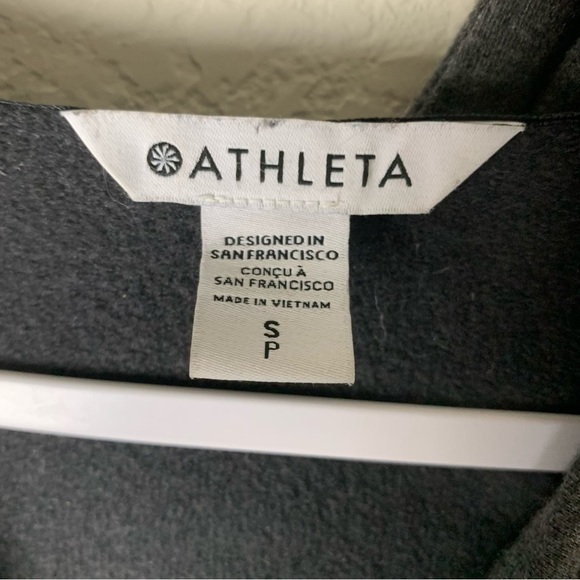 ATHLETA
DESIGNED IN
SAN FRANCISCO
CONÇU À
SAN FRANCISCO
MADE IN VIETNAM
S
P